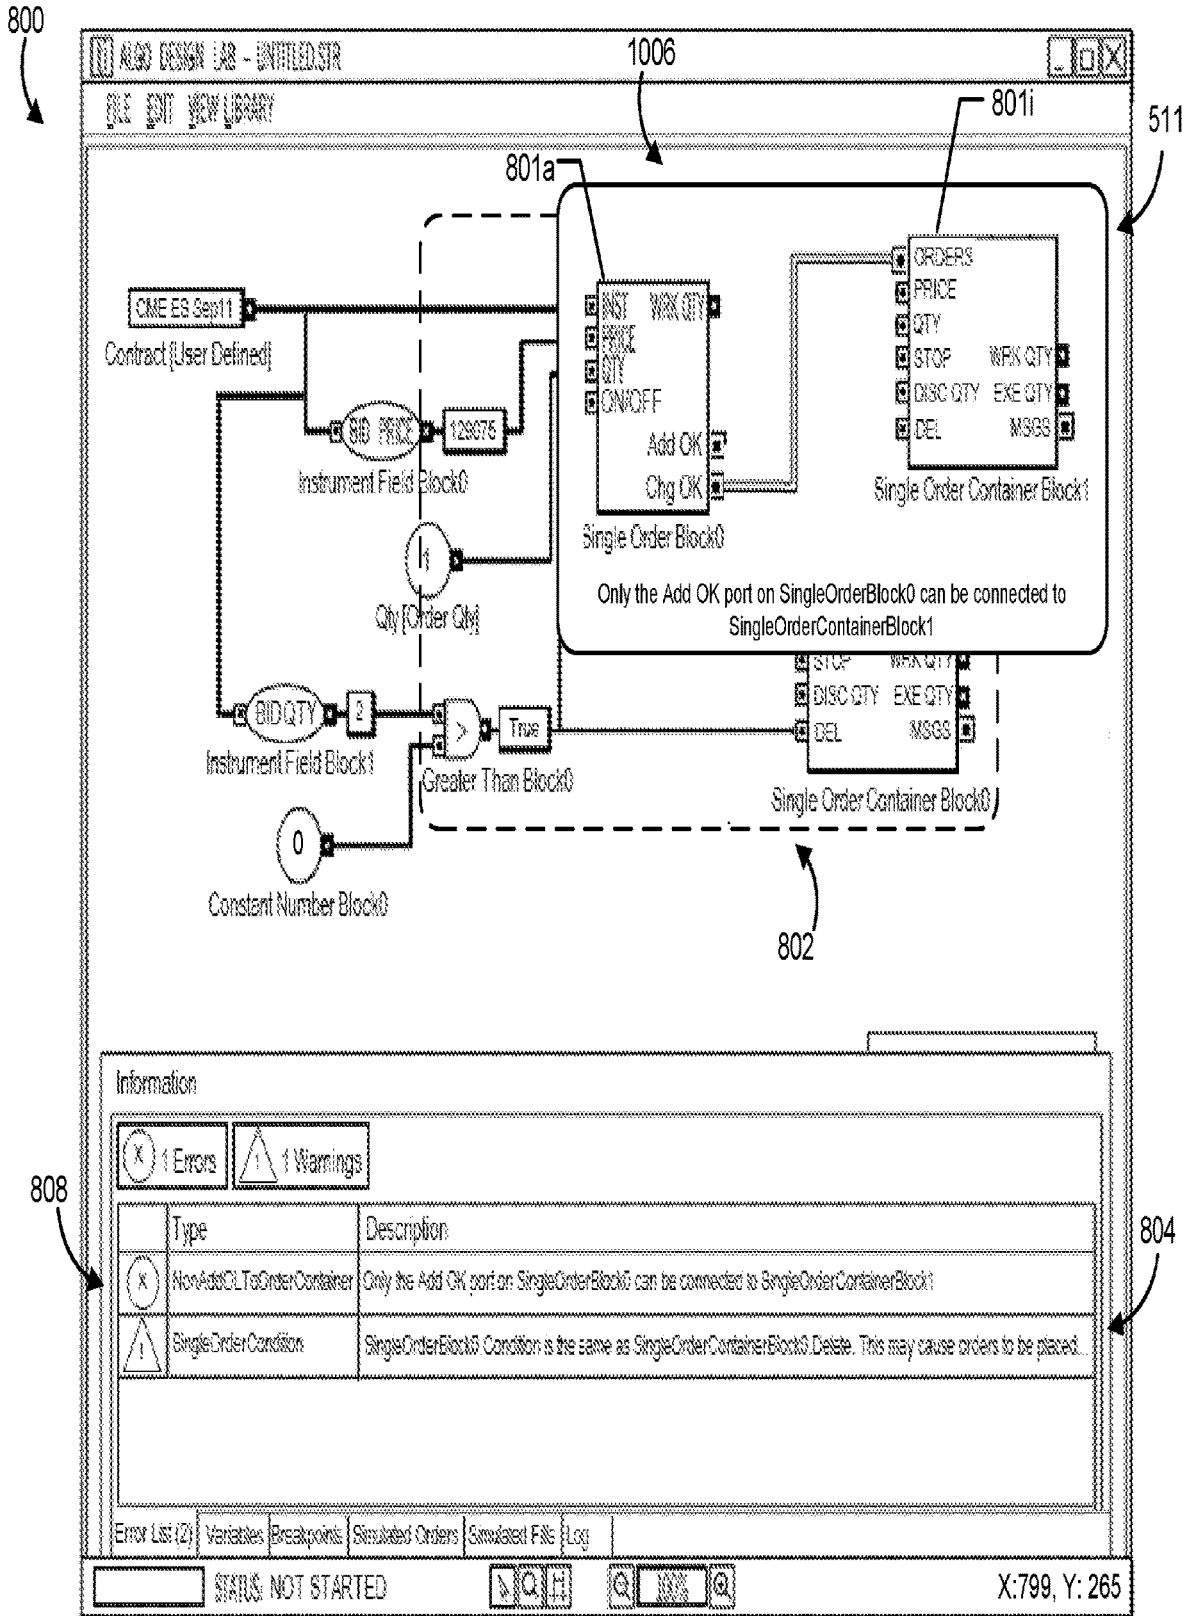 800
ALGO DESIGN LAB - UNTITLED.STR
1006
FILE EDIT VIEW LIBRARY
801i
511
801a
ORDERS
PRICE
QTY
STOP WRK QTY
DISC QTY EXE QTY
DEL MSGS
Single Order Container Block1
INST WRK QTY
PRICE
QTY
ON/OFF
Add OK
Chg OK
Single Order Block0
Only the Add OK port on SingleOrderBlock0 can be connected to
SingleOrderContainerBlock1
CME ES Sep11
Contract [User Defined]
BID PRICE
Instrument Field Block0
1
Qty [Order Qty]
STOP WRK QTY
DISC QTY EXE QTY
DEL MSGS
Single Order Container Block0
BID QTY 2
Instrument Field Block1
> True
Greater Than Block0
0
Constant Number Block0
802
Information
1 Errors 1 Warnings
808
804
Type Description
X NonAddOLToOrderContainer Only the Add OK port on SingleOrderBlock0 can be connected to SingleOrderContainerBlock1
! SingleOrderCondition SingleOrderBlock0.Condition is the same as SingleOrderContainerBlock0.Delete. This may cause orders to be placed...
Error List (2) Variables Breakpoints Simulated Orders Simulated Fills Log
STATUS: NOT STARTED 100% X:799, Y: 265